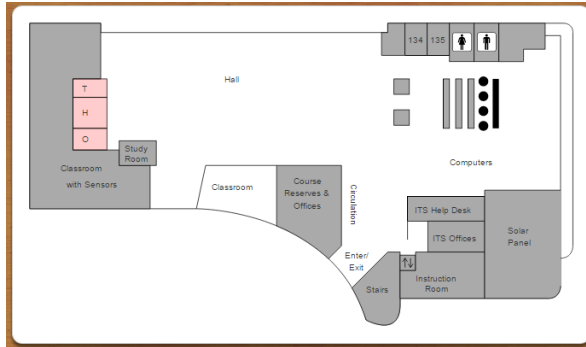 134
135
Hall
T
H
O
Study
Room
Classroom
with Sensors
Classroom
Course
Reserves &
Offices
Circulation
Computers
ITS Help Desk
ITS Offices
Solar
Panel
Enter/
Exit
Stairs
Instruction
Room